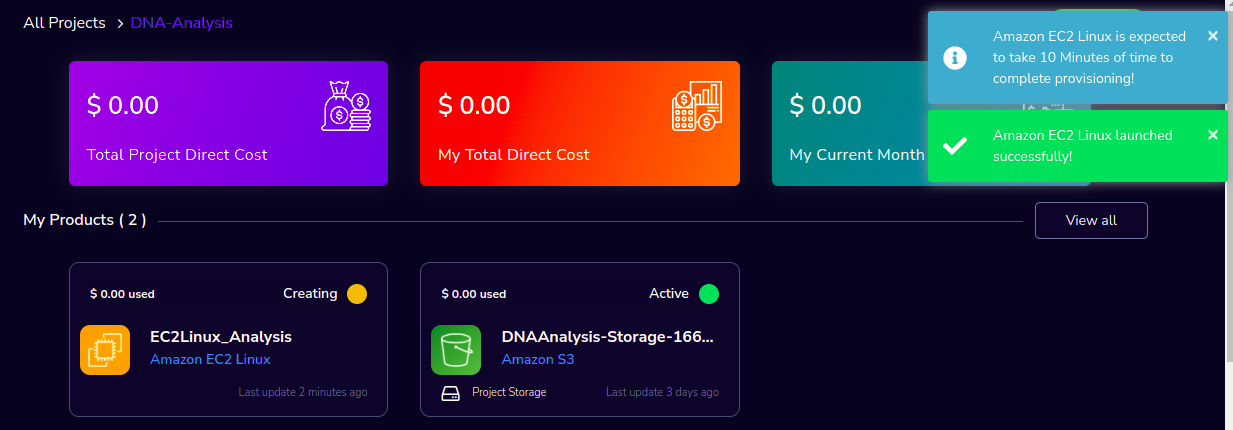 All Projects > DNA-Analysis
Amazon EC2 Linux is expected
to take 10 Minutes of time to
complete provisioning!
Amazon EC2 Linux launched
successfully!
$ 0.00
Total Project Direct Cost
$ 0.00
My Total Direct Cost
$ 0.00
My Current Month
My Products ( 2 )
View all
$ 0.00 used
Creating
EC2Linux_Analysis
Amazon EC2 Linux
Last update 2 minutes ago
$ 0.00 used
Active
DNAAnalysis-Storage-166...
Amazon S3
Project Storage
Last update 3 days ago